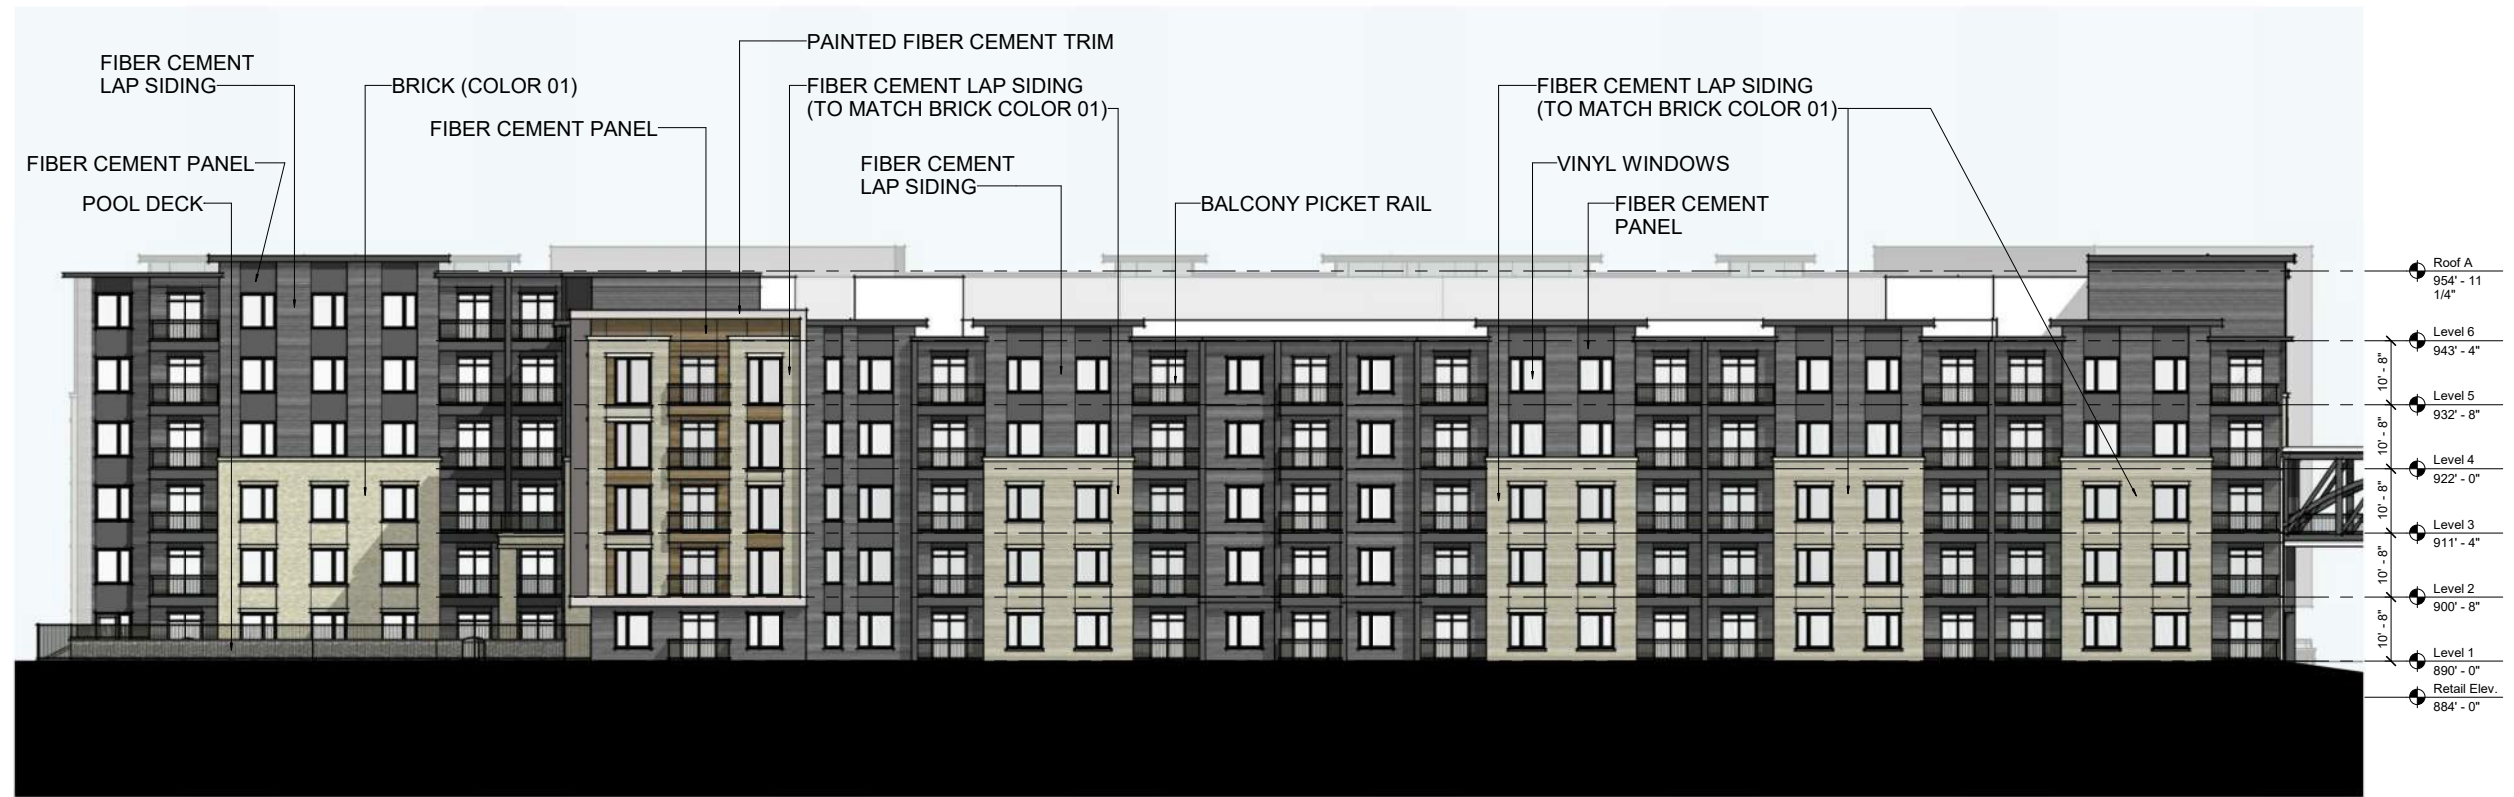 PAINTED FIBER CEMENT TRIM
FIBER CEMENT
LAP SIDING
BRICK (COLOR 01)
FIBER CEMENT LAP SIDING
(TO MATCH BRICK COLOR 01)
FIBER CEMENT LAP SIDING
(TO MATCH BRICK COLOR 01)
FIBER CEMENT PANEL
FIBER CEMENT PANEL
FIBER CEMENT
LAP SIDING
VINYL WINDOWS
POOL DECK
BALCONY PICKET RAIL
FIBER CEMENT
PANEL
Roof A
954' - 11
1/4"
Level 6
943' - 4"
10' - 8"
Level 5
932' - 8"
10' - 8"
Level 4
922' - 0"
10' - 8"
Level 3
911' - 4"
10' - 8"
Level 2
900' - 8"
10' - 8"
Level 1
890' - 0"
Retail Elev.
884' - 0"